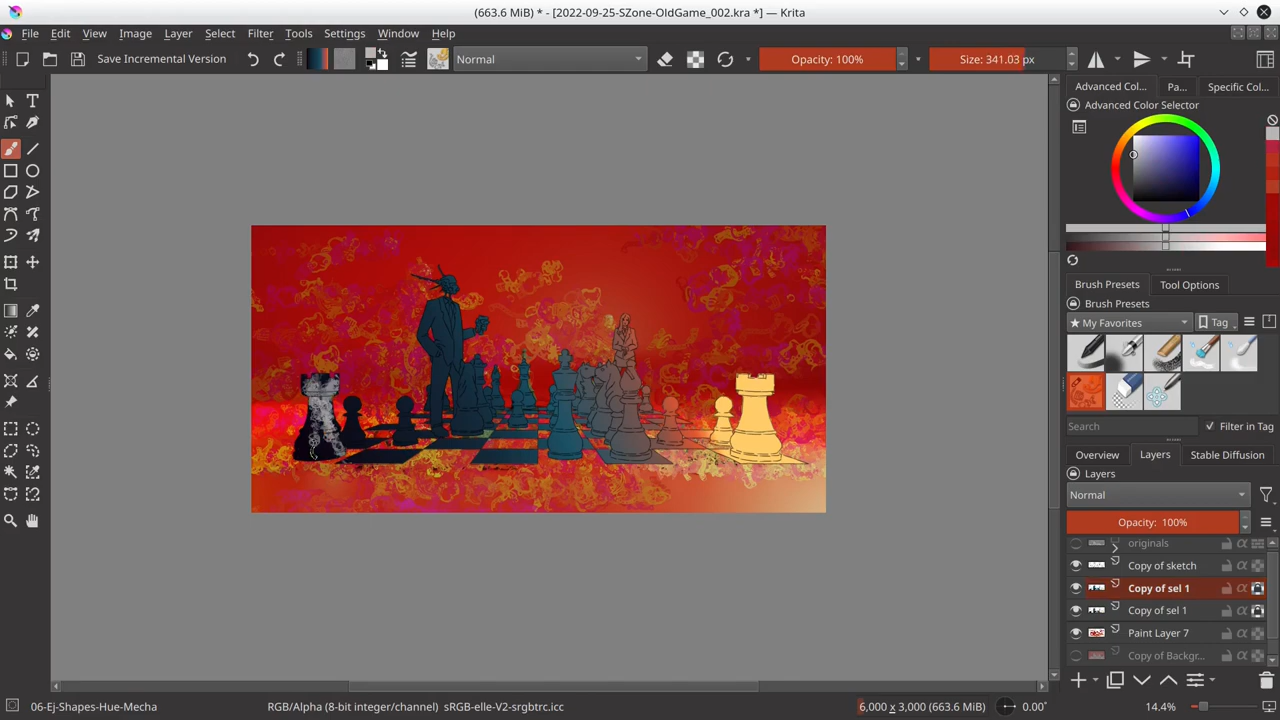 (663.6 MiB) * - [2022-09-25-SZone-OldGame_002.kra *] — Krita
File Edit View Image Layer Select Filter Tools Settings Window Help
Save Incremental Version Normal Opacity: 100% Size: 341.03 px
Advanced Col... Pa... Specific Col...
Advanced Color Selector
Brush Presets Tool Options
Brush Presets
★ My Favorites Tag
Search Filter in Tag
Overview Layers Stable Diffusion
Layers
Normal
Opacity: 100%
originals
Copy of sketch
Copy of sel 1
Copy of sel 1
Paint Layer 7
Copy of Backgr...
06-Ej-Shapes-Hue-Mecha RGB/Alpha (8-bit integer/channel) sRGB-elle-V2-srgbtrc.icc 6,000 x 3,000 (663.6 MiB) 0.00° 14.4%